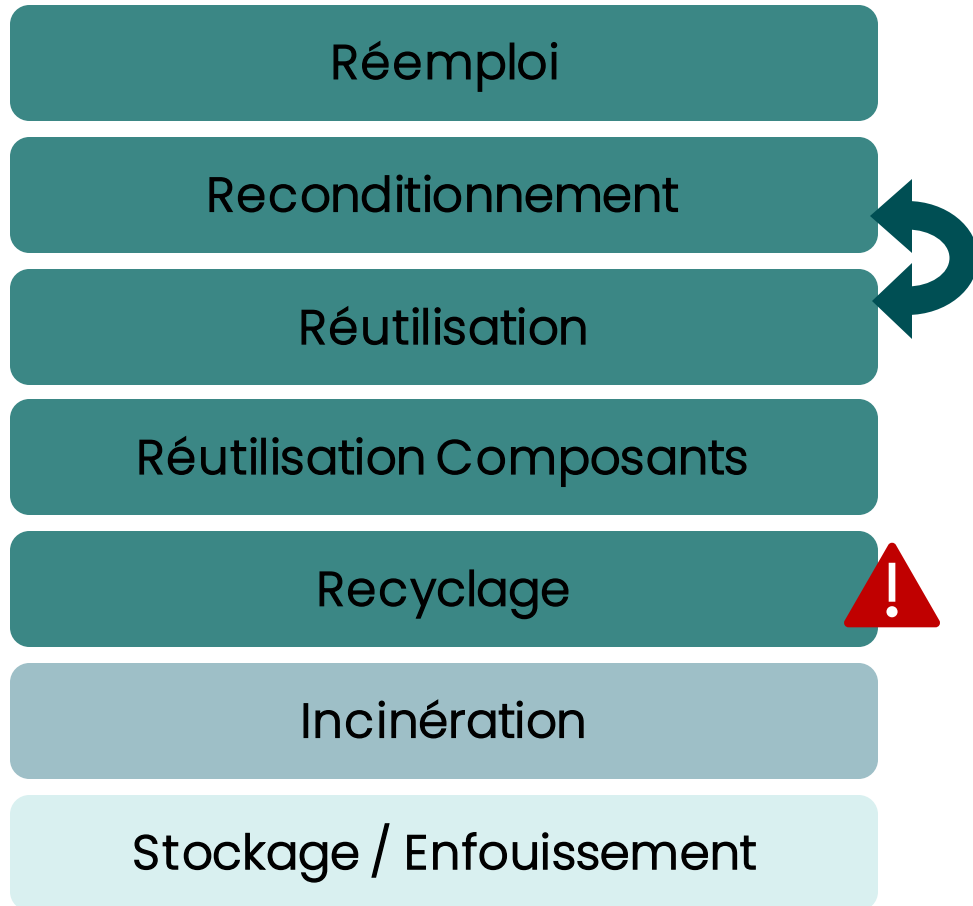 Réemploi
Reconditionnement
Réutilisation
Réutilisation Composants
Recyclage
!
Incinération
Stockage / Enfouissement